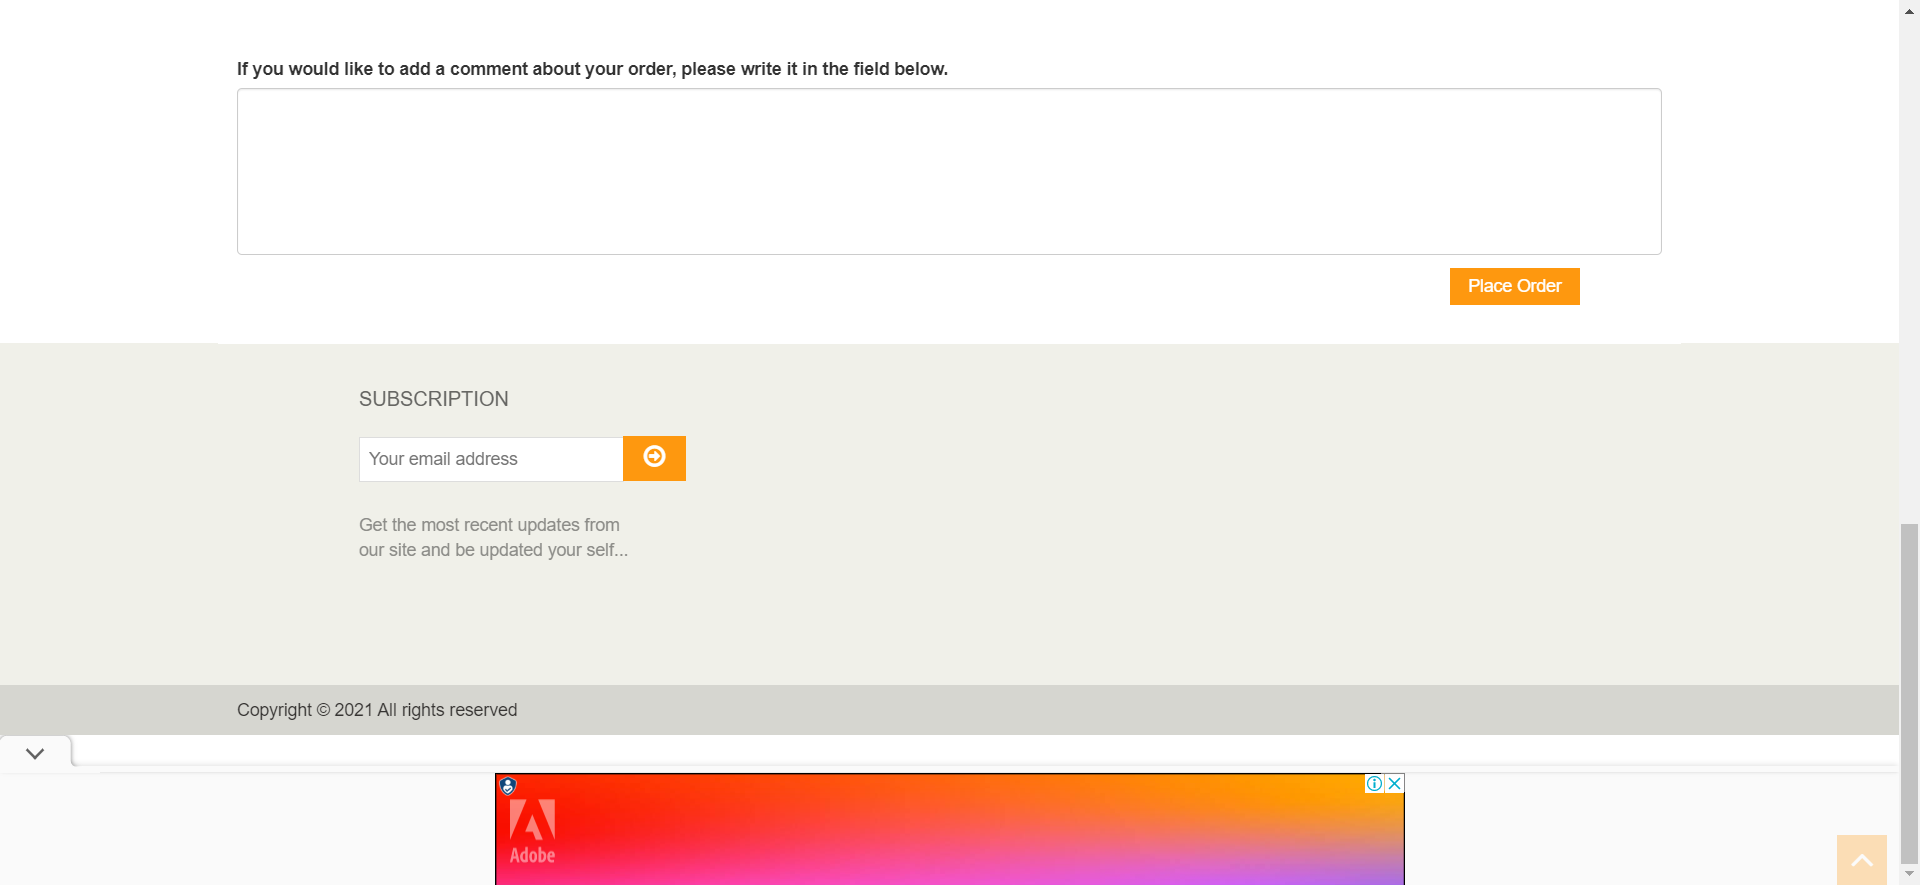 If you would like to add a comment about your order, please write it in the field below.
Place Order
SUBSCRIPTION
Your email address
Get the most recent updates from
our site and be updated your self...
Copyright © 2021 All rights reserved
Adobe